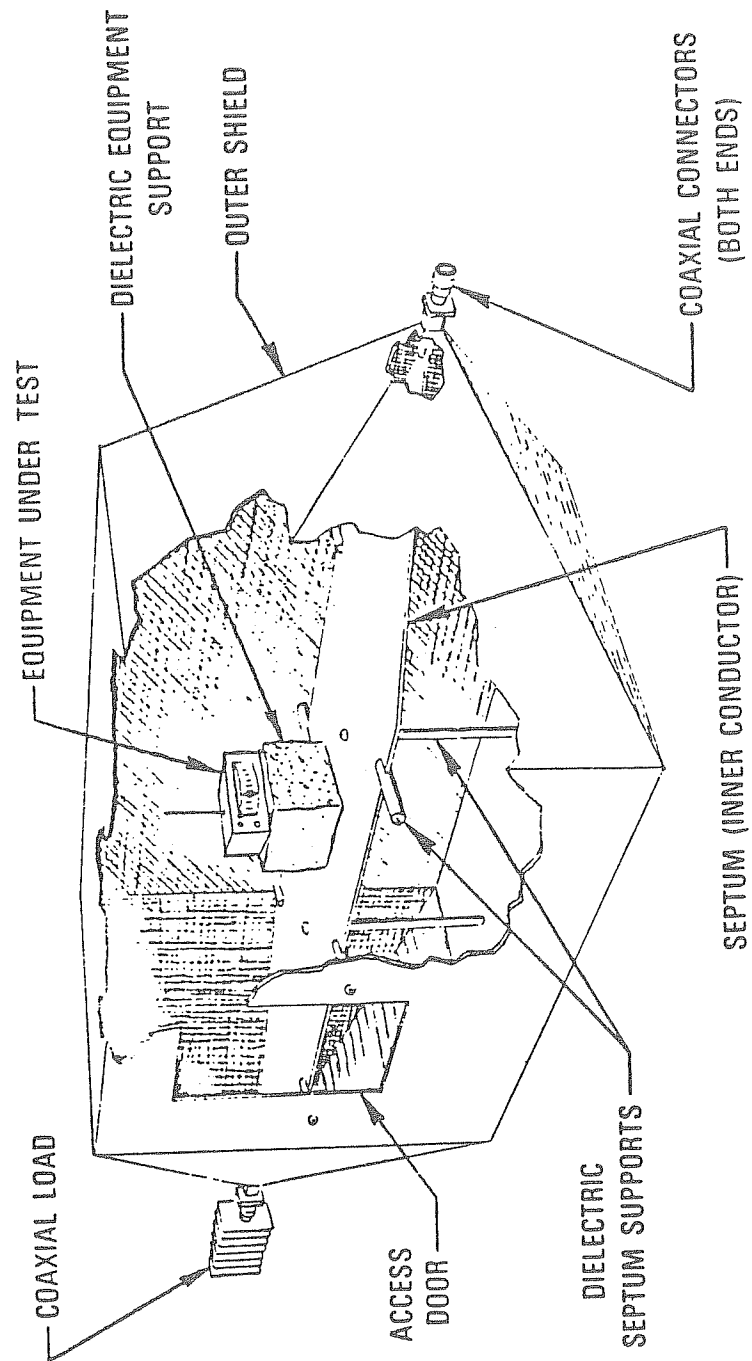 COAXIAL LOAD
EQUIPMENT UNDER TEST
DIELECTRIC EQUIPMENT
SUPPORT
OUTER SHIELD
ACCESS
DOOR
DIELECTRIC
SEPTUM SUPPORTS
SEPTUM (INNER CONDUCTOR)
COAXIAL CONNECTORS
(BOTH ENDS)